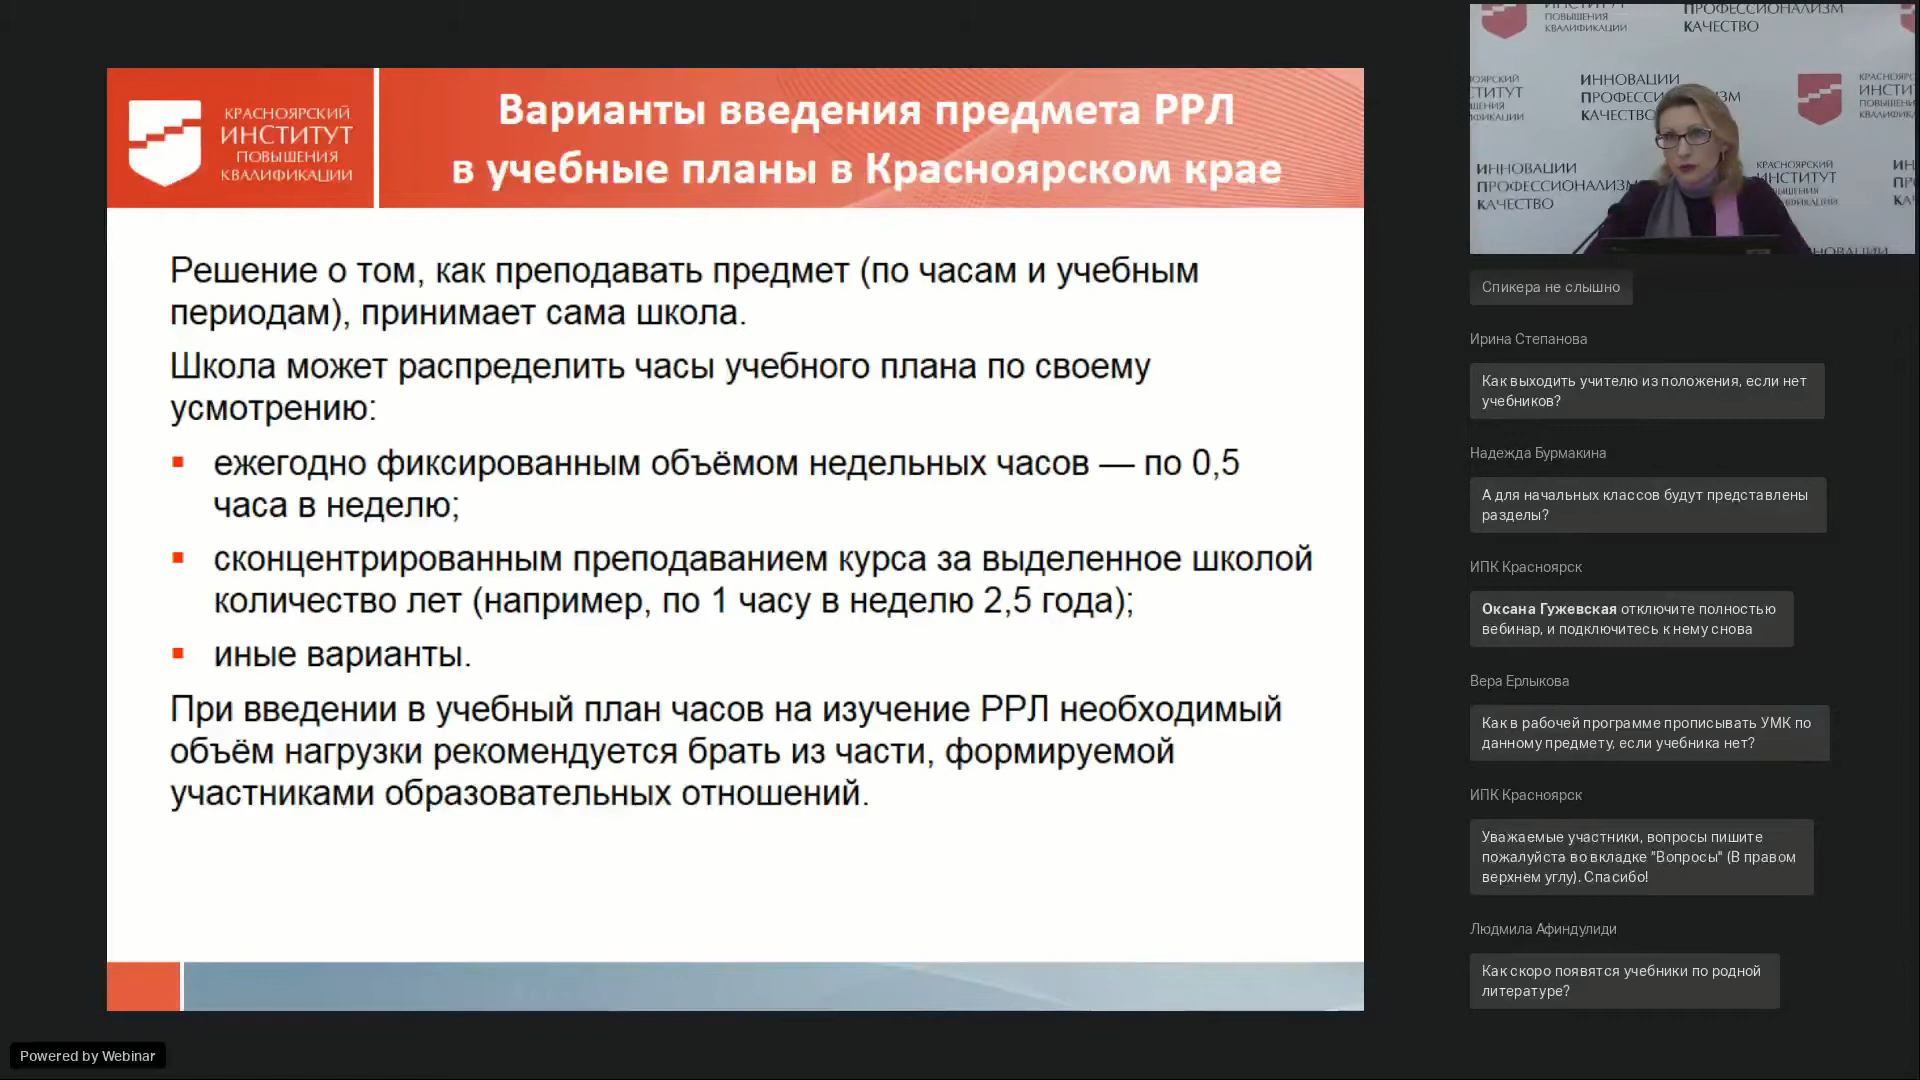 КРАСНОЯРСКИЙ
ИНСТИТУТ
ПОВЫШЕНИЯ
КВАЛИФИКАЦИИ
Варианты введения предмета РРЛ
в учебные планы в Красноярском крае
Решение о том, как преподавать предмет (по часам и учебным
периодам), принимает сама школа.
Школа может распределить часы учебного плана по своему
усмотрению:
▪ ежегодно фиксированным объёмом недельных часов — по 0,5
часа в неделю;
▪ сконцентрированным преподаванием курса за выделенное школой
количество лет (например, по 1 часу в неделю 2,5 года);
▪ иные варианты.
При введении в учебный план часов на изучение РРЛ необходимый
объём нагрузки рекомендуется брать из части, формируемой
участниками образовательных отношений.
Powered by Webinar
ПОВЫШЕНИЯ
КВАЛИФИКАЦИИ
ПРОФЕССИОНАЛИЗМ
КАЧЕСТВО
ИННОВАЦИИ
КАЧЕСТВО
ИННОВАЦИИ
ПРОФЕССИОНАЛИЗМ
КАЧЕСТВО
КРАСНОЯРСКИЙ
ИНСТИТУТ
Спикера не слышно
Ирина Степанова
Как выходить учителю из положения, если нет
учебников?
Надежда Бурмакина
А для начальных классов будут представлены
разделы?
ИПК Красноярск
Оксана Гужевская отключите полностью
вебинар, и подключитесь к нему снова
Вера Ерлыкова
Как в рабочей программе прописывать УМК по
данному предмету, если учебника нет?
ИПК Красноярск
Уважаемые участники, вопросы пишите
пожалуйста во вкладке "Вопросы" (В правом
верхнем углу). Спасибо!
Людмила Афиндулиди
Как скоро появятся учебники по родной
литературе?